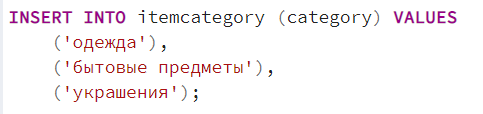 INSERT INTO itemcategory (category) VALUES
('одежда'),
('бытовые предметы'),
('украшения');